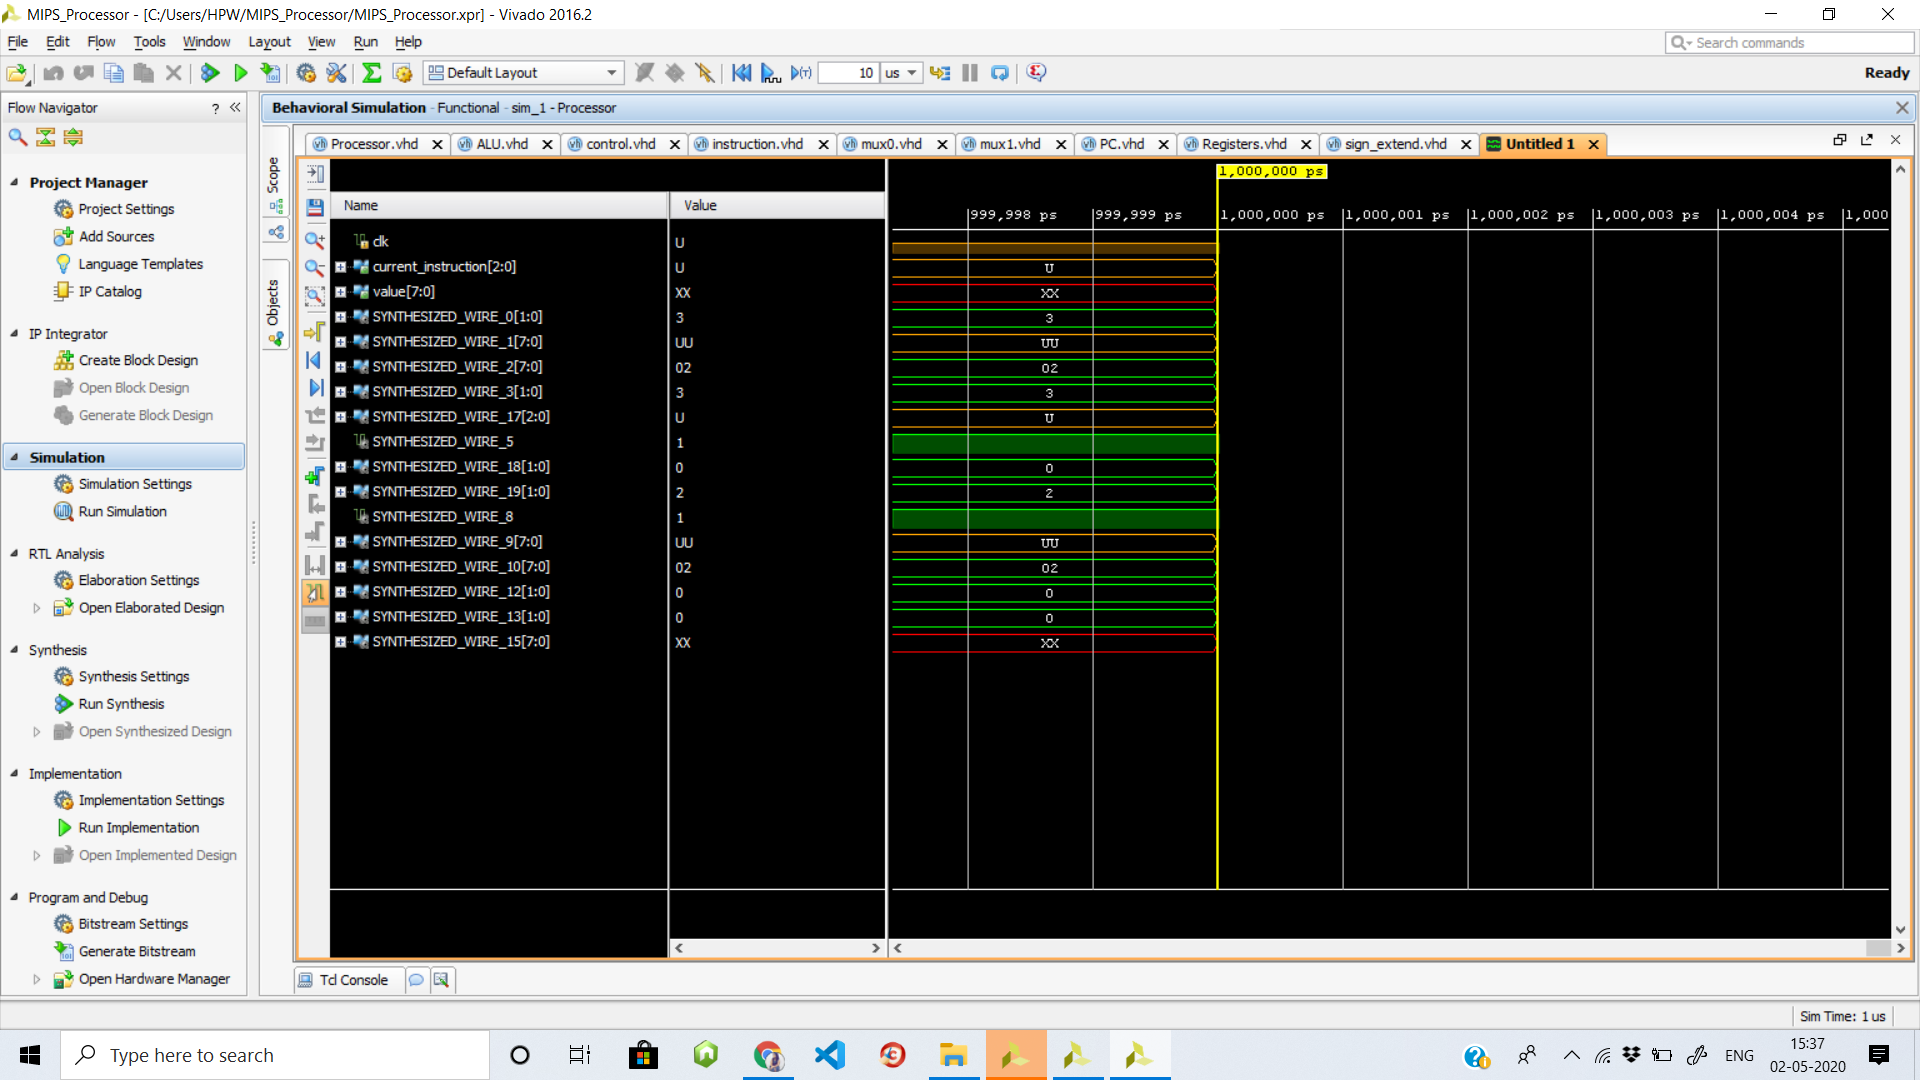 MIPS_Processor - [C:/Users/HPW/MIPS_Processor/MIPS_Processor.xpr] - Vivado 2016.2
File Edit Flow Tools Window Layout View Run Help
Search commands
Default Layout
10 us
Ready
Flow Navigator
Behavioral Simulation - Functional - sim_1 - Processor
Processor.vhd ALU.vhd control.vhd instruction.vhd mux0.vhd mux1.vhd PC.vhd Registers.vhd sign_extend.vhd Untitled 1
Scope
Objects
Project Manager
Project Settings
Add Sources
Language Templates
IP Catalog
IP Integrator
Create Block Design
Open Block Design
Generate Block Design
Simulation
Simulation Settings
Run Simulation
RTL Analysis
Elaboration Settings
Open Elaborated Design
Synthesis
Synthesis Settings
Run Synthesis
Open Synthesized Design
Implementation
Implementation Settings
Run Implementation
Open Implemented Design
Program and Debug
Bitstream Settings
Generate Bitstream
Open Hardware Manager
1,000,000 ps
Name Value
999,998 ps 999,999 ps 1,000,000 ps 1,000,001 ps 1,000,002 ps 1,000,003 ps 1,000,004 ps 1,000
clk U
current_instruction[2:0] U U
value[7:0] XX XX
SYNTHESIZED_WIRE_0[1:0] 3 3
SYNTHESIZED_WIRE_1[7:0] UU UU
SYNTHESIZED_WIRE_2[7:0] 02 02
SYNTHESIZED_WIRE_3[1:0] 3 3
SYNTHESIZED_WIRE_17[2:0] U U
SYNTHESIZED_WIRE_5 1
SYNTHESIZED_WIRE_18[1:0] 0 0
SYNTHESIZED_WIRE_19[1:0] 2 2
SYNTHESIZED_WIRE_8 1
SYNTHESIZED_WIRE_9[7:0] UU UU
SYNTHESIZED_WIRE_10[7:0] 02 02
SYNTHESIZED_WIRE_12[1:0] 0 0
SYNTHESIZED_WIRE_13[1:0] 0 0
SYNTHESIZED_WIRE_15[7:0] XX XX
Tcl Console
Sim Time: 1 us
Type here to search
ENG
15:37
02-05-2020